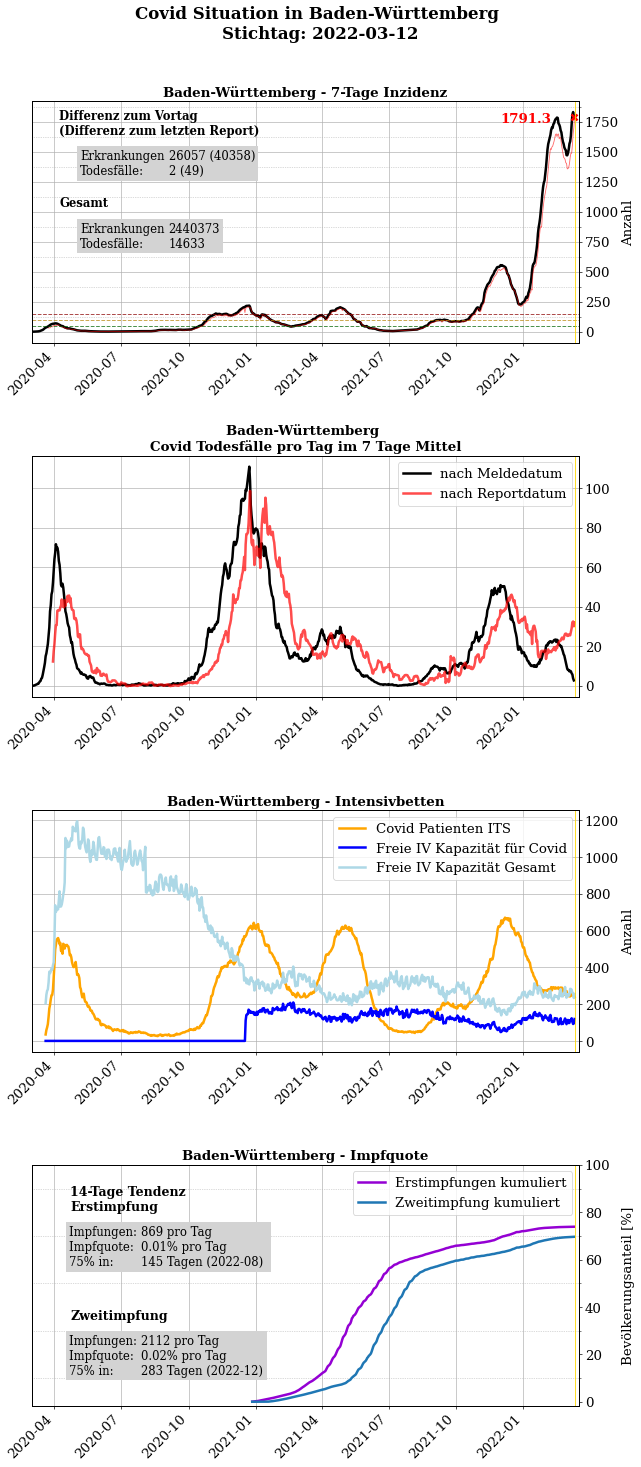 Covid Situation in Baden-Württemberg
Stichtag: 2022-03-12
Baden-Württemberg - 7-Tage Inzidenz
Differenz zum Vortag
(Differenz zum letzten Report)
Erkrankungen 26057 (40358)
Todesfälle: 2 (49)
Gesamt
Erkrankungen 2440373
Todesfälle: 14633
1791.3
1750
1500
1250
1000
750
500
250
0
Anzahl
2020-04
2020-07
2020-10
2021-01
2021-04
2021-07
2021-10
2022-01
Baden-Württemberg
Covid Todesfälle pro Tag im 7 Tage Mittel
nach Meldedatum
nach Reportdatum
100
80
60
40
20
0
2020-04
2020-07
2020-10
2021-01
2021-04
2021-07
2021-10
2022-01
Baden-Württemberg - Intensivbetten
Covid Patienten ITS
Freie IV Kapazität für Covid
Freie IV Kapazität Gesamt
1200
1000
800
600
400
200
0
Anzahl
2020-04
2020-07
2020-10
2021-01
2021-04
2021-07
2021-10
2022-01
Baden-Württemberg - Impfquote
14-Tage Tendenz
Erstimpfung
Impfungen: 869 pro Tag
Impfquote: 0.01% pro Tag
75% in: 145 Tagen (2022-08)
Zweitimpfung
Impfungen: 2112 pro Tag
Impfquote: 0.02% pro Tag
75% in: 283 Tagen (2022-12)
Erstimpfungen kumuliert
Zweitimpfung kumuliert
100
80
60
40
20
0
Bevölkerungsanteil [%]
2020-04
2020-07
2020-10
2021-01
2021-04
2021-07
2021-10
2022-01